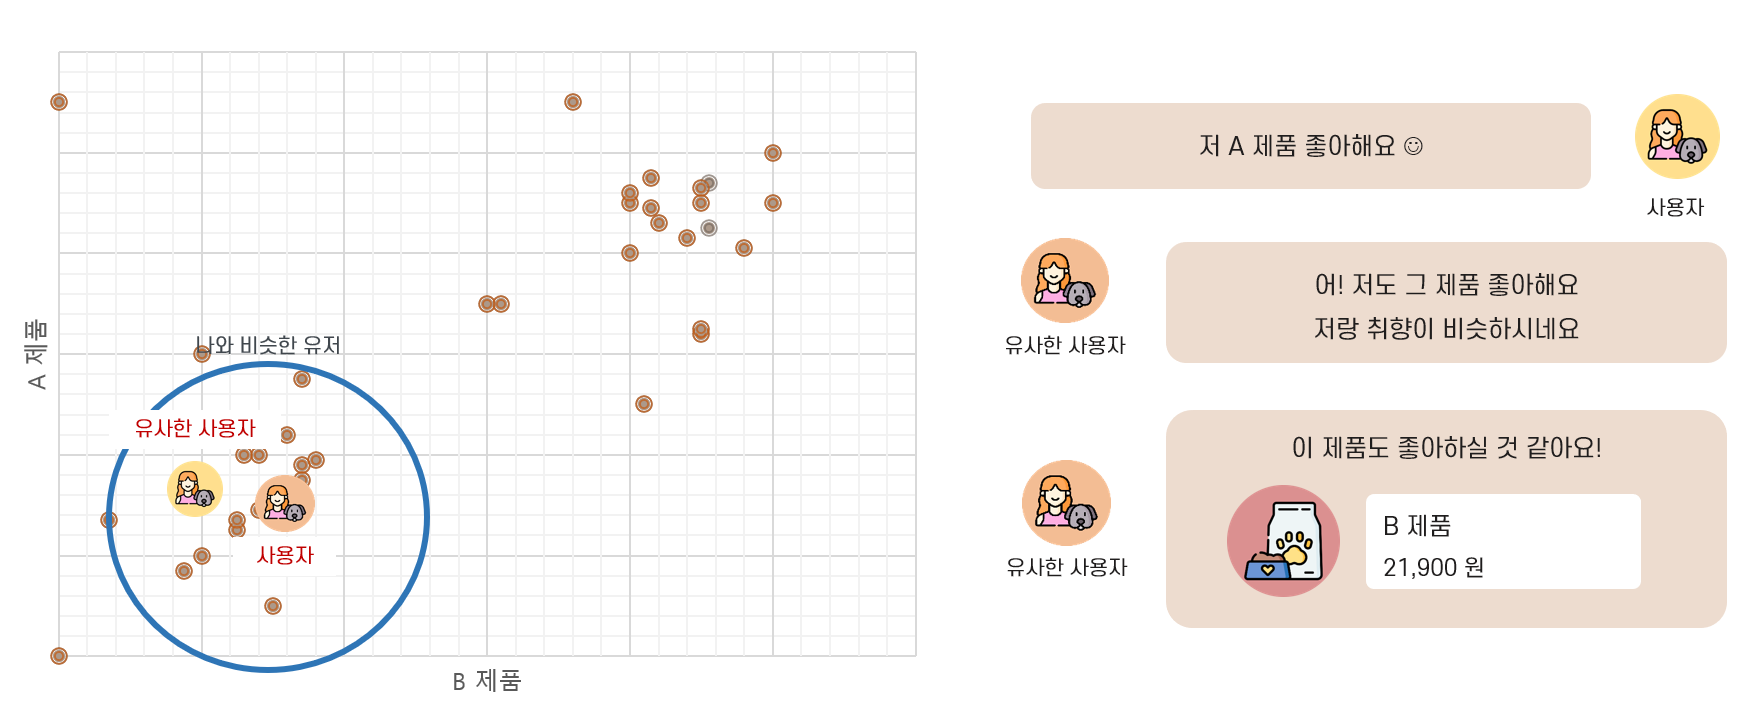 A 제품
나와 비슷한 유저
유사한 사용자
사용자
B 제품
저 A 제품 좋아해요 ☺
사용자
어! 저도 그 제품 좋아해요
저랑 취향이 비슷하시네요
유사한 사용자
이 제품도 좋아하실 것 같아요!
B 제품
21,900 원
유사한 사용자